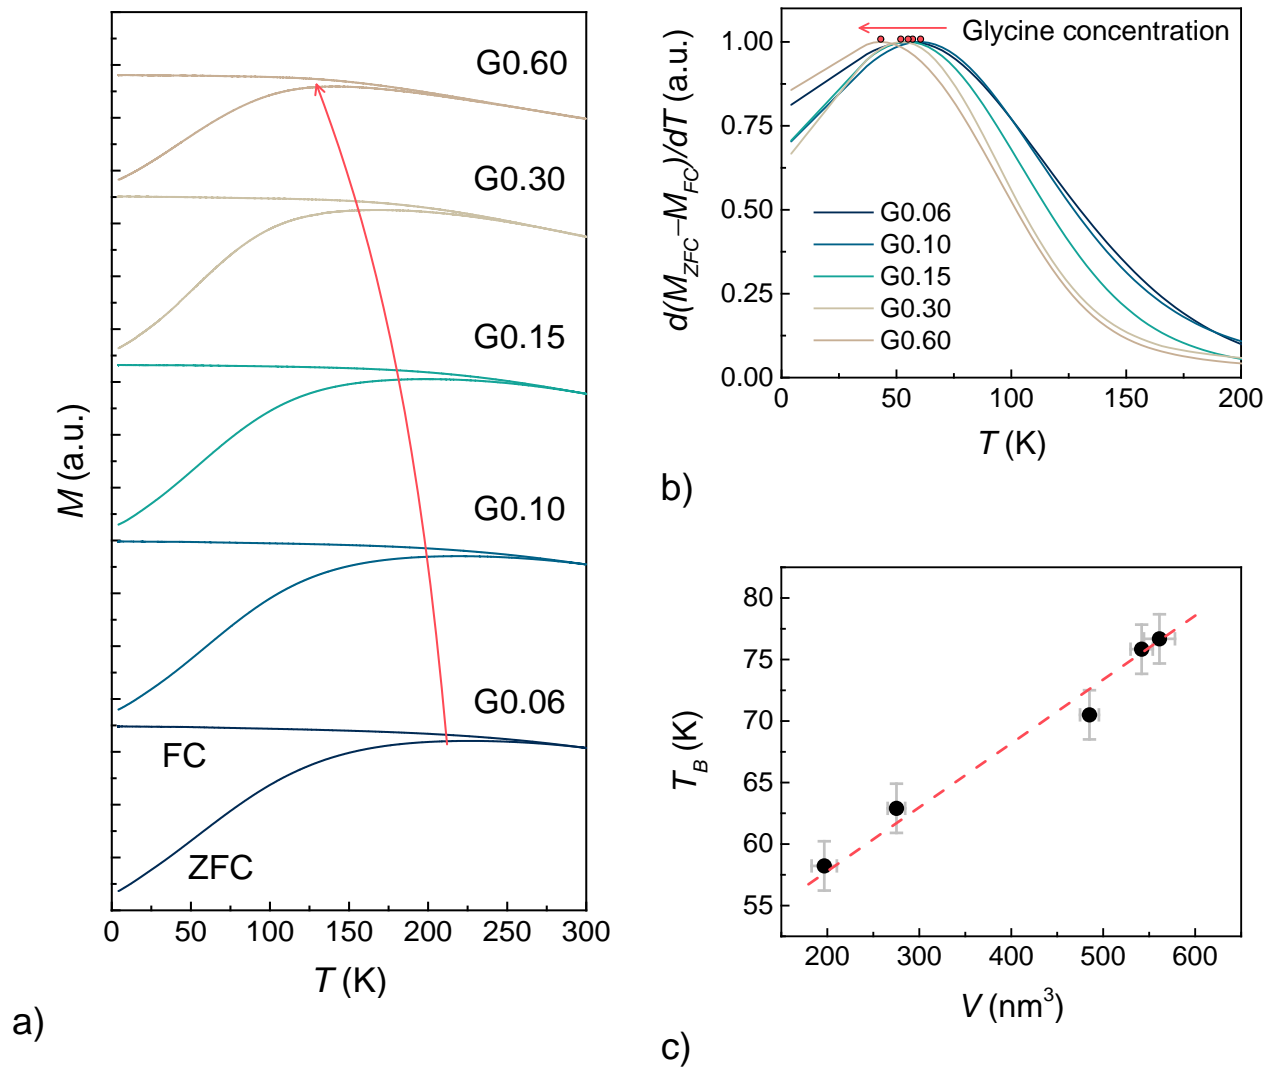 G0.60
G0.30
G0.15
G0.10
G0.06
FC
ZFC
M (a.u.)
0 50 100 150 200 250 300
T (K)
a)
Glycine concentration
1.00
0.75
0.50
0.25
0.00
d(M_ZFC–M_FC)/dT (a.u.)
G0.06
G0.10
G0.15
G0.30
G0.60
0 50 100 150 200
T (K)
b)
80
75
70
65
60
55
T_B (K)
200 300 400 500 600
V (nm³)
c)